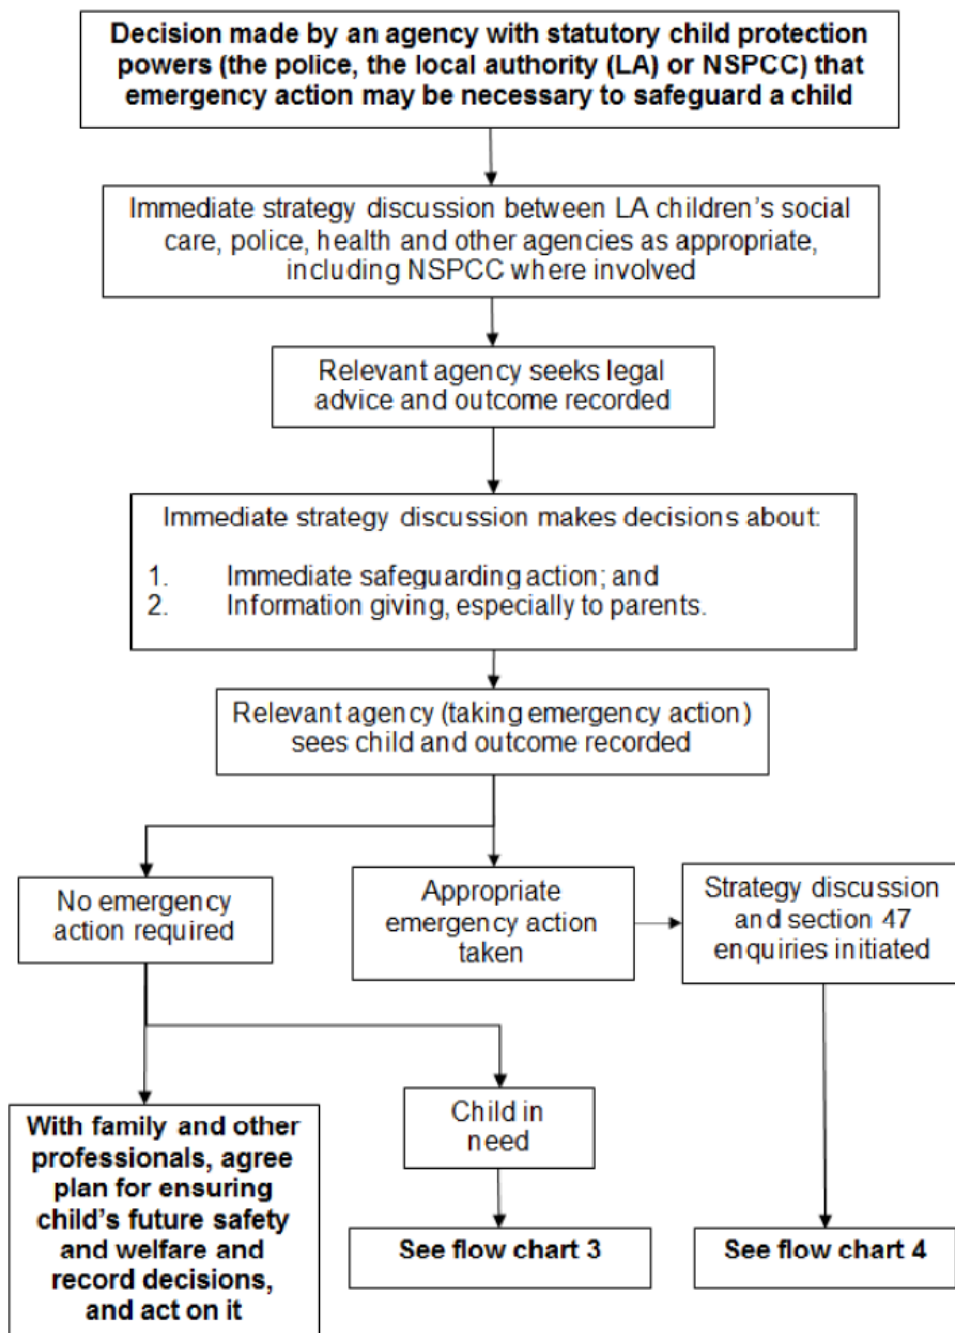 Decision made by an agency with statutory child protection
powers (the police, the local authority (LA) or NSPCC) that
emergency action may be necessary to safeguard a child
Immediate strategy discussion between LA children's social
care, police, health and other agencies as appropriate,
including NSPCC where involved
Relevant agency seeks legal
advice and outcome recorded
Immediate strategy discussion makes decisions about:
1. Immediate safeguarding action; and
2. Information giving, especially to parents.
Relevant agency (taking emergency action)
sees child and outcome recorded
No emergency
action required
Appropriate
emergency action
taken
Strategy discussion
and section 47
enquiries initiated
With family and other
professionals, agree
plan for ensuring
child's future safety
and welfare and
record decisions,
and act on it
Child in
need
See flow chart 3
See flow chart 4